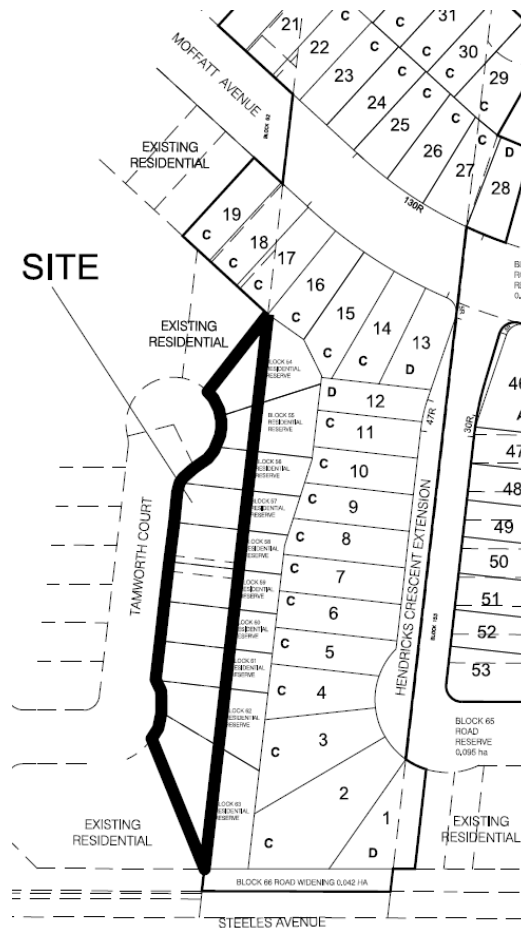 21
C
22
C
31
C
23
C
30
C
29
C
MOFFATT AVENUE
24
C
25
C
26
C
27
C
D
28
BLOCK 92
130R
EXISTING
RESIDENTIAL
19
C
18
C
17
C
16
C
15
C
14
C
13
D
SITE
EXISTING
RESIDENTIAL
BLOCK 54
RESIDENTIAL
RESERVE
BLOCK 55
RESIDENTIAL
RESERVE
BLOCK 56
RESIDENTIAL
RESERVE
BLOCK 57
RESIDENTIAL
RESERVE
BLOCK 58
RESIDENTIAL
RESERVE
BLOCK 59
RESIDENTIAL
RESERVE
BLOCK 60
RESIDENTIAL
RESERVE
BLOCK 61
RESIDENTIAL
RESERVE
BLOCK 62
RESIDENTIAL
RESERVE
BLOCK 63
RESIDENTIAL
RESERVE
D
12
C
11
C
10
C
9
C
8
C
7
C
6
C
5
C
4
C
3
C
2
1
D
47R
30R
46
47
48
49
50
51
52
53
TAMWORTH COURT
HENDRICKS CRESCENT EXTENSION
BLOCK 65
ROAD
RESERVE
0,095 ha
EXISTING
RESIDENTIAL
EXISTING
RESIDENTIAL
BLOCK 66 ROAD WIDENING 0,042 HA
STEELES AVENUE